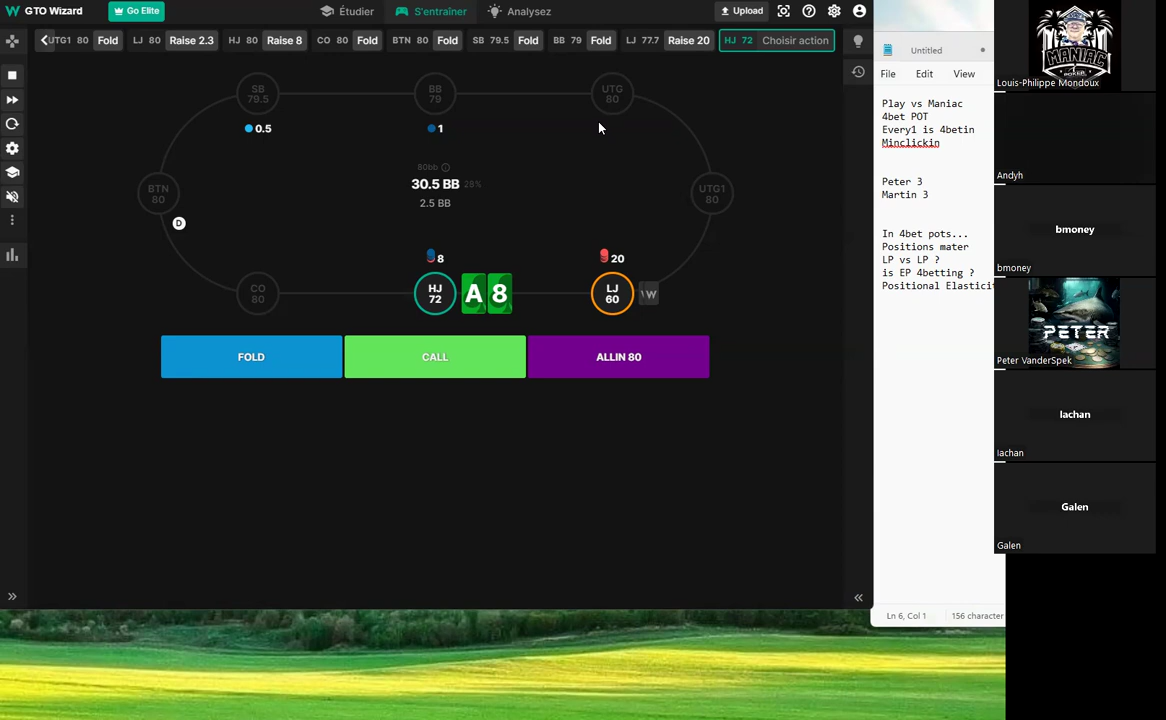 GTO Wizard
Go Elite
Étudier
S'entraîner
Analysez
Upload
UTG1 80 Fold
LJ 80 Raise 2.3
HJ 80 Raise 8
CO 80 Fold
BTN 80 Fold
SB 79.5 Fold
BB 79 Fold
LJ 77.7 Raise 20
HJ 72 Choisir action
SB
79.5
0.5
BB
79
1
UTG
80
80bb
30.5 BB 28%
2.5 BB
BTN
80
D
UTG1
80
8
20
CO
80
HJ
72
A 8
LJ
60
W
FOLD
CALL
ALLIN 80
Untitled
File Edit View
Play vs Maniac
4bet POT
Every1 is 4betin
Minclickin
Peter 3
Martin 3
In 4bet pots...
Positions mater
LP vs LP ?
is EP 4betting ?
Positional Elasticit
Ln 6, Col 1
156 character
MANIAC
POKER
Louis-Philippe Mondoux
Andyh
bmoney
bmoney
PETER
Peter VanderSpek
lachan
lachan
Galen
Galen